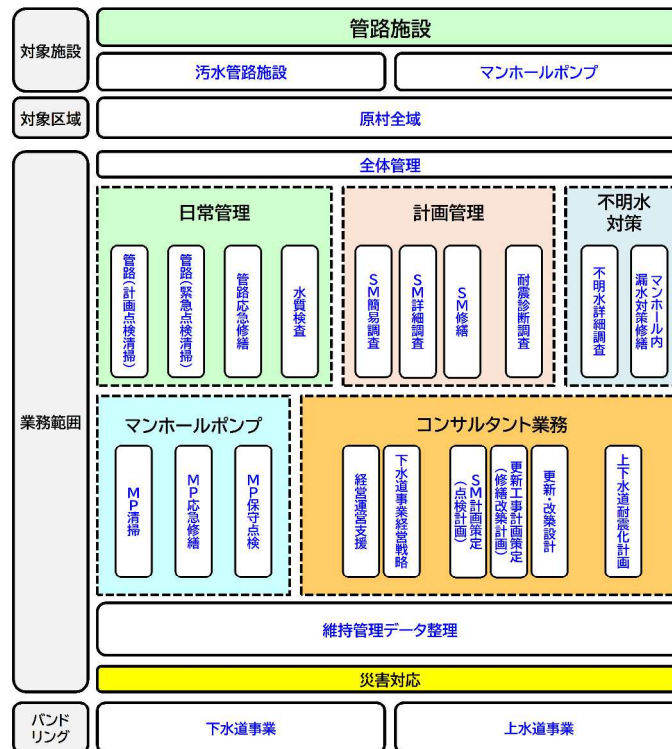 対象施設
管路施設
汚水管路施設
マンホールポンプ
対象区域
原村全域
業務範囲
全体管理
日常管理
管路(計画点検清掃)
管路(緊急点検清掃)
管路応急修繕
水質検査
計画管理
SM簡易調査
SM詳細調査
SM修繕
耐震診断調査
不明水
対策
不明水詳細調査
マンホール内
漏水対策修繕
マンホールポンプ
MP清掃
MP応急修繕
MP保守点検
コンサルタント業務
経営運営支援
下水道事業経営戦略
SM計画策定
(点検計画)
更新工事計画策定
(修繕改築計画)
更新・改築設計
上下水道耐震化計画
維持管理データ整理
災害対応
バンド
リング
下水道事業
上水道事業